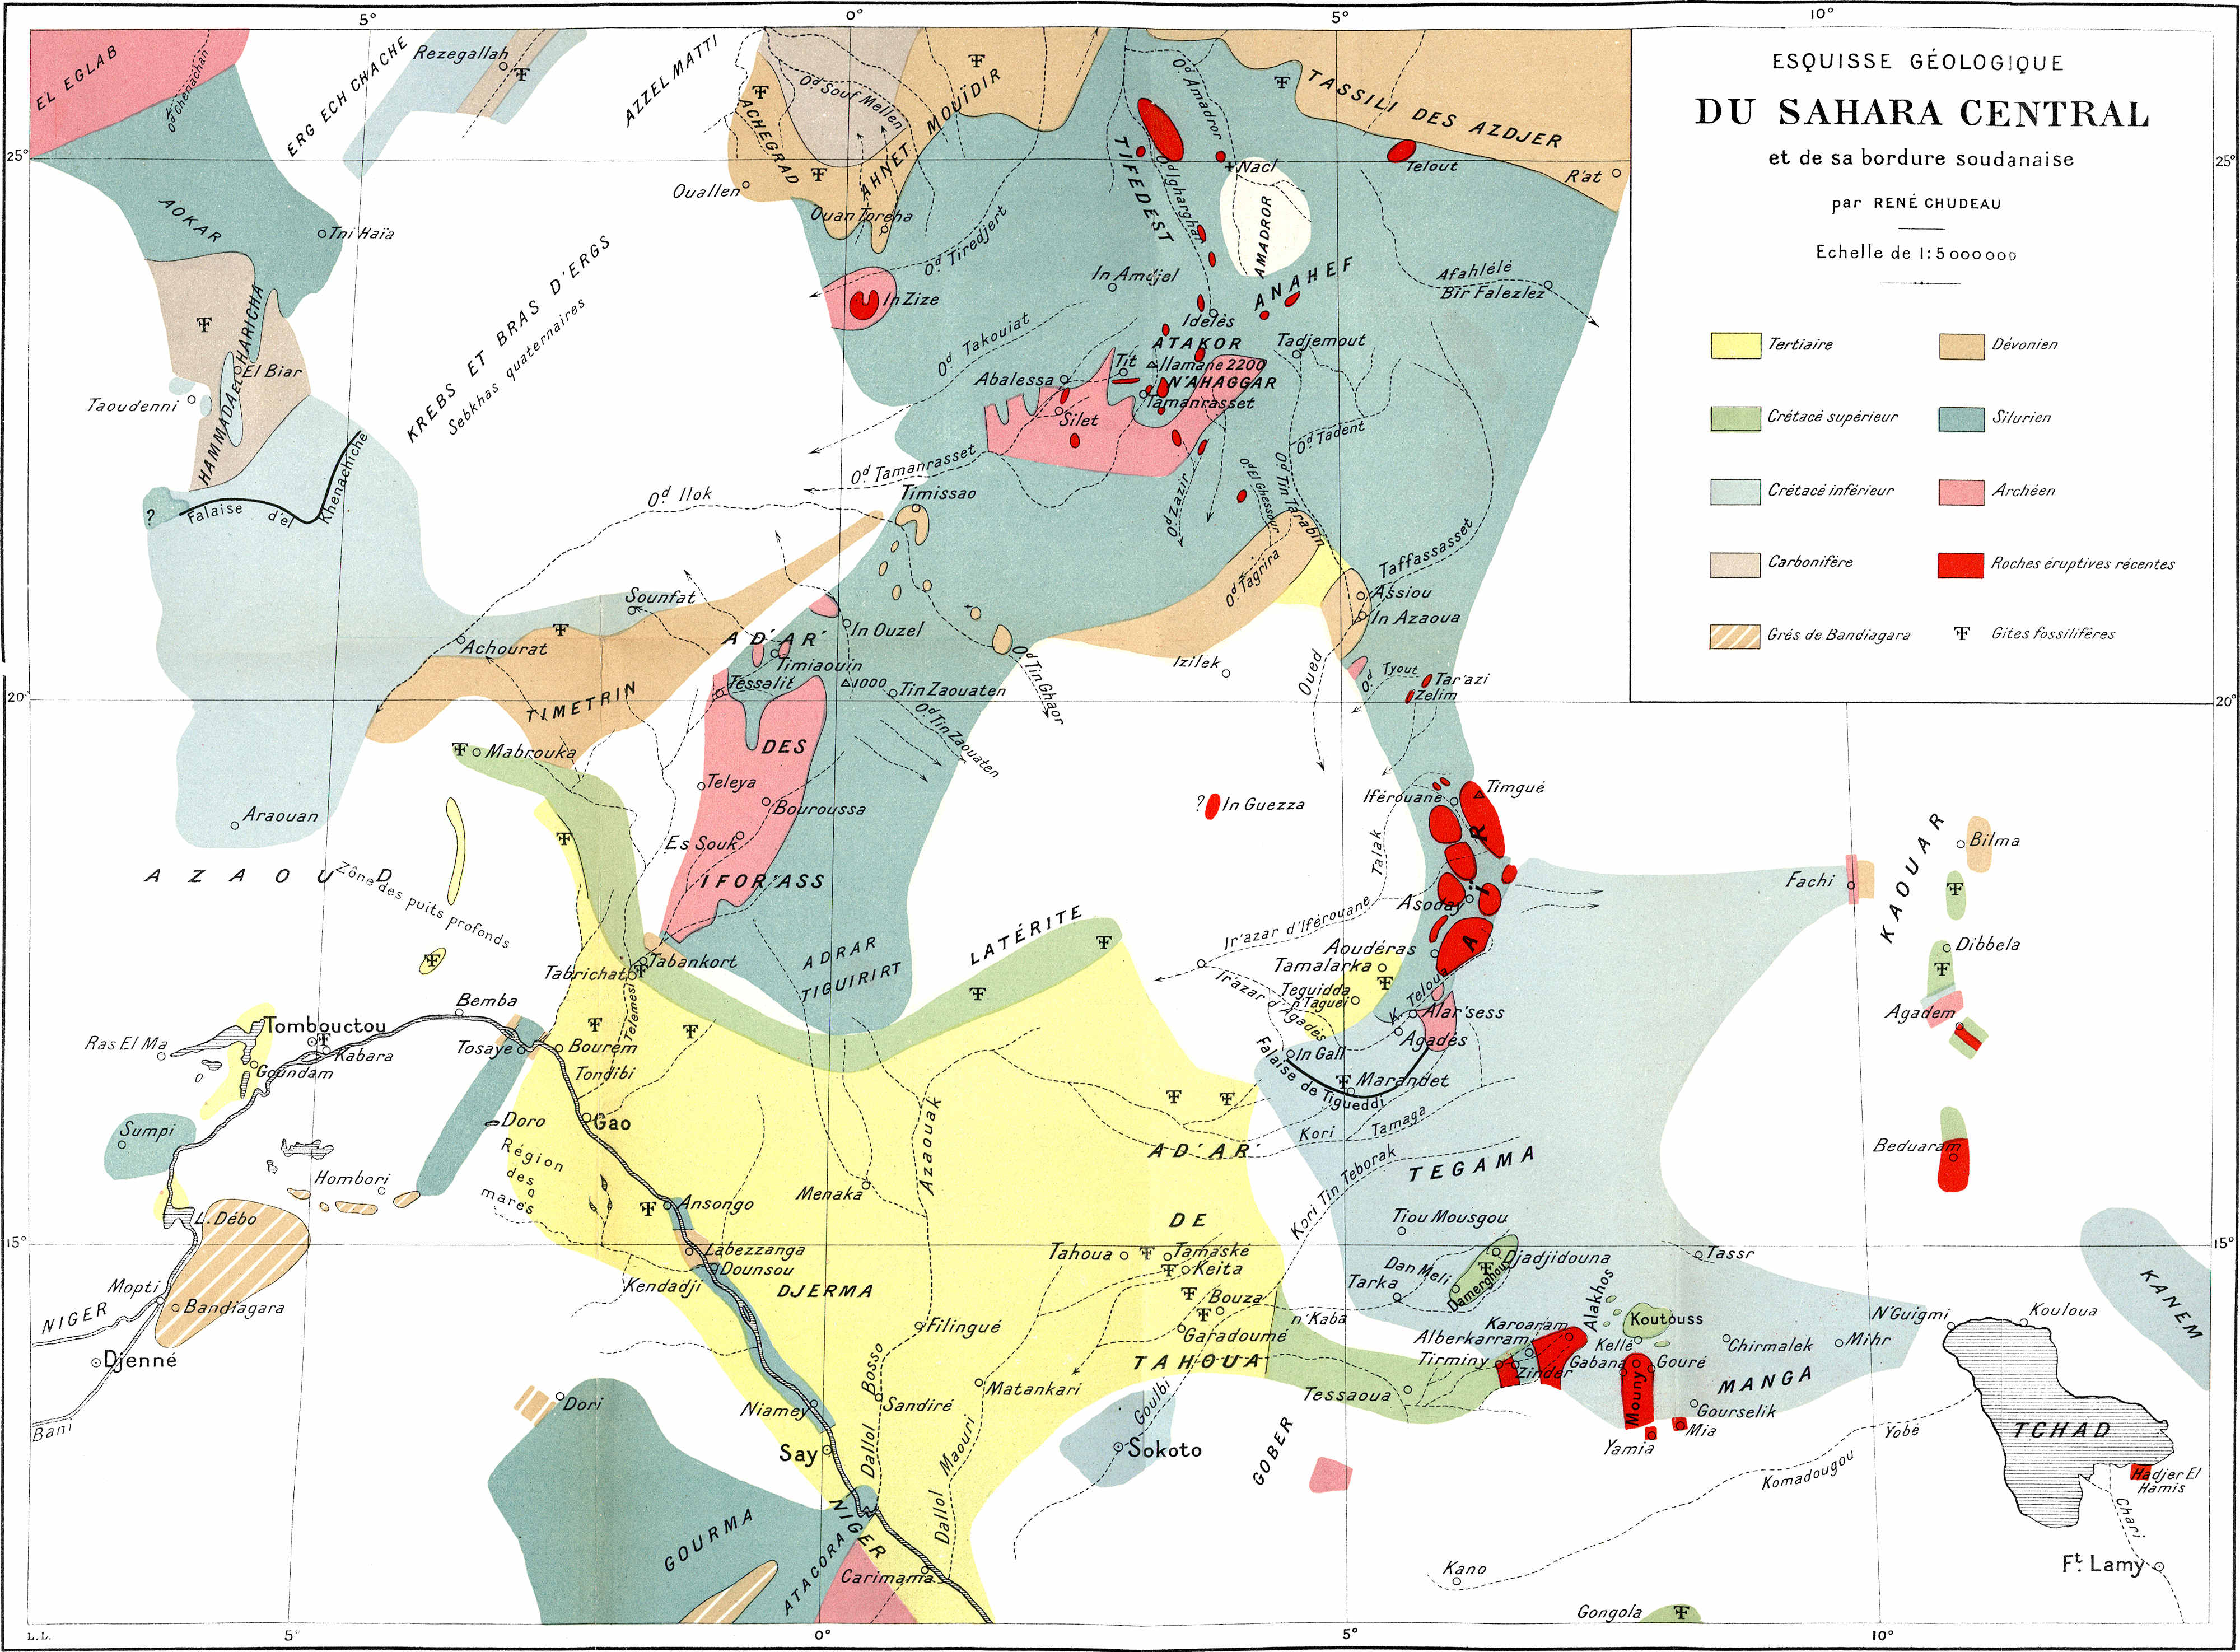 5°
0°
5°
10°
ESQUISSE GÉOLOGIQUE
DU SAHARA CENTRAL
et de sa bordure soudanaise
par RENÉ CHUDEAU
Echelle de 1:5 000 000
Tertiaire
Dévonien
Crétacé supérieur
Silurien
Crétacé inférieur
Archéen
Carbonifère
Roches éruptives récentes
Grès de Bandiagara
Gites fossilifères
EL EGLAB
Od Chenachan
ERG ECH CHACHE
Rezegallah
AZZEL MATTI
Od Souf Mellen
ACHEGRAD
AHNET
MOUÏDIR
Od Amadror
TASSILI DES AZDJER
25°
25°
Ouallen
Ouan Toreha
TIFEDEST
Od Igharghar
Nacl
Telout
R'at
AOKAR
Tni Haïa
KREBS ET BRAS D'ERGS
Sebkhas quaternaires
Od Tiredjert
In Amdjel
AMADROR
ANAHEF
Afahlélé
Bîr Falezlez
In Zize
Idelès
Od Takouiat
ATAKOR
Tadjemout
Tit
Ilamane 2200
N'AHAGGAR
Abalessa
Tamanrasset
Silet
HAMMADA EL HARICHA
El Biar
Taoudenni
?
Falaise d'el Khenachiche
Od Tamanrasset
Od Ilok
Timissao
Od Tadent
Od Zazir
Od El Ghessour
Od Tin Tarabin
Taffassasset
Od Tagrira
Assiou
In Azaoua
Sounfat
Achourat
AD'AR'
In Ouzel
Timiaouin
Tessalit
1000
Tin Zaouaten
Od Tin Ghaor
Od Tin Zaouaten
Izilek
Oued
Od Tyout
Tar'azi
Zelim
20°
20°
TIMETRIN
Mabrouka
DES
Teleya
Bouroussa
Es Souk
IFOR'ASS
Araouan
AZAOUD
Zône des puits profonds
? In Guezza
Iférouane
Timgué
Talak
AÏR
Asoday
Ir'azar d'Iférouane
Aoudéras
Tamalarka
Teguidda
n'Taguei
Ir'azar d'Agadès
K. Teloua
Alar'sess
Agadés
In Gall
Falaise de Tigueddi
Marandet
Fachi
KAOUAR
Bilma
Dibbela
Agadem
Beduaram
ADRAR
TIGUIRIRT
LATÉRITE
Tabankort
Tabrichat
Telemesi
Bemba
Tombouctou
Kabara
Ras El Ma
Goundam
Tosaye
Bourem
Tondibi
Sumpi
Doro
Gao
Région
des
mares
Hombori
Azaouak
Menaka
Ansongo
AD'AR'
Kori Tamaga
Kori Tin Teborak
TEGAMA
DE
Tiou Mousgou
15°
15°
L. Débo
Labezzanga
Dounsou
Kendadji
DJERMA
Tahoua
Tamaské
Keita
Bouza
Garadoumé
TAHOUA
n'Kaba
Dan Meli
Tarka
Djadjidouna
Damerghou
Tassr
KANEM
Mopti
NIGER
Bandiagara
Djenné
Bani
Filingué
Matankari
Dori
Niamey
Sandiré
Say
Dallol Bosso
Dallol Maouri
Goulbi
Sokoto
GOBER
Tessaoua
Karoaram
Alberkarram
Tirminy
Zinder
Alakhos
Koutouss
Kellé
Gabana
Gouré
Mounyo
Chirmalek
Mihr
N'Guigmi
Kouloua
MANGA
Gourselik
Mia
Yamia
Yobé
Komadougou
TCHAD
Hadjer El
Hamis
Chari
Ft. Lamy
GOURMA
ATACORA
NIGER
Carimama
Kano
Gongola
L.L.
5°
0°
5°
10°